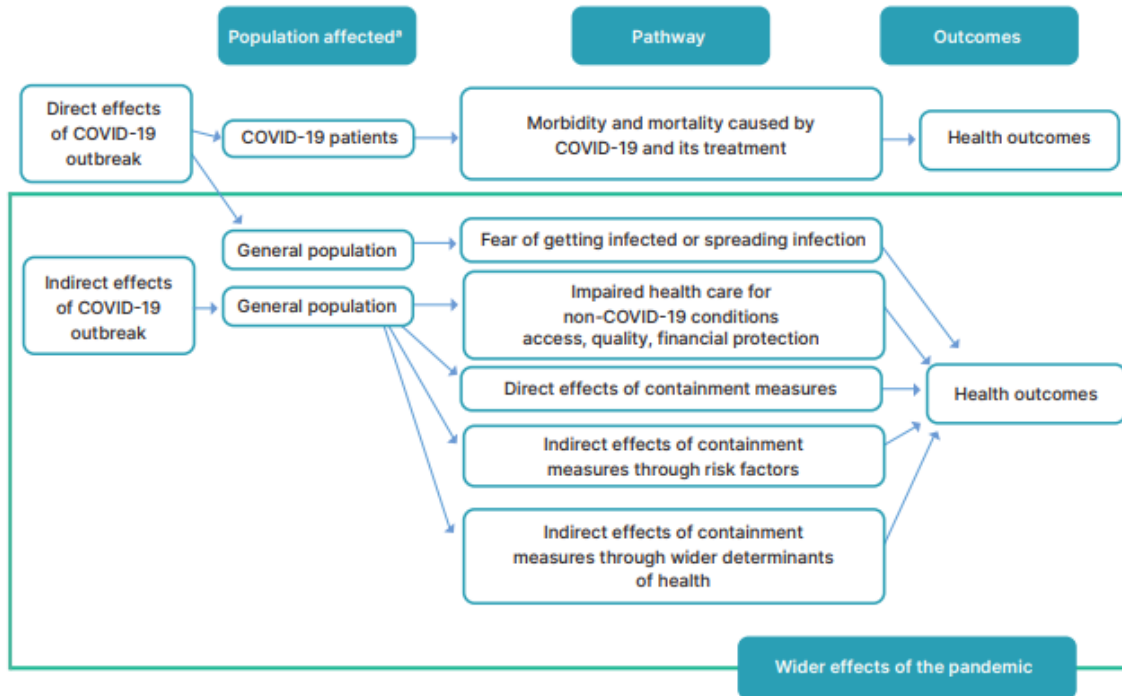 Population affectedª
Pathway
Outcomes
Direct effects
of COVID-19
outbreak
COVID-19 patients
Morbidity and mortality caused by
COVID-19 and its treatment
Health outcomes
General population
Fear of getting infected or spreading infection
Indirect effects
of COVID-19
outbreak
General population
Impaired health care for
non-COVID-19 conditions
access, quality, financial protection
Direct effects of containment measures
Health outcomes
Indirect effects of containment
measures through risk factors
Indirect effects of containment
measures through wider determinants
of health
Wider effects of the pandemic